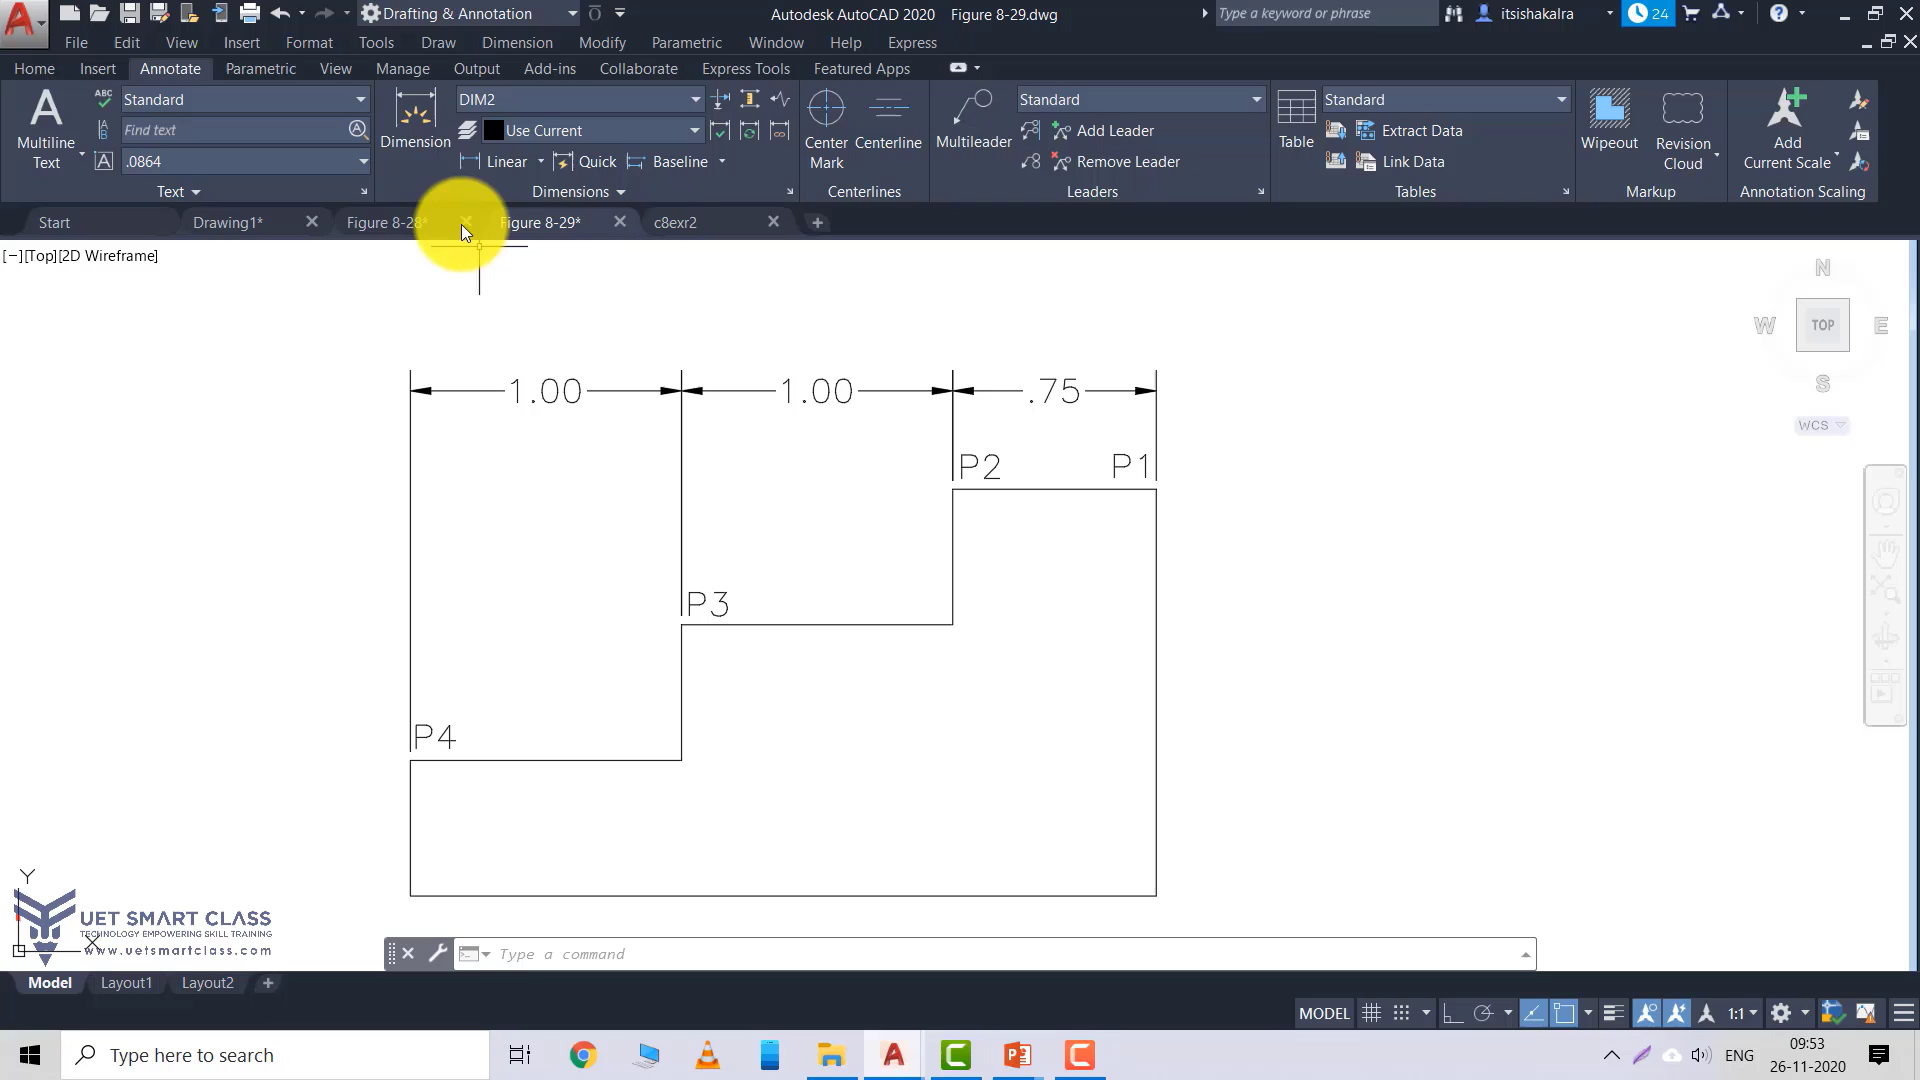 Drafting & Annotation
Autodesk AutoCAD 2020 Figure 8-29.dwg
Type a keyword or phrase
itsishakalra
24
File Edit View Insert Format Tools Draw Dimension Modify Parametric Window Help Express
Home Insert Annotate Parametric View Manage Output Add-ins Collaborate Express Tools Featured Apps
Multiline Text
ABC
Standard
Find text
.0864
Text
Dimension
DIM2
Use Current
Linear Quick Baseline
Dimensions
Center Mark
Centerline
Centerlines
Multileader
Standard
Add Leader
Remove Leader
Leaders
Table
Standard
Extract Data
Link Data
Tables
Wipeout
Revision Cloud
Markup
Add Current Scale
Annotation Scaling
Start Drawing1* Figure 8-28* Figure 8-29* c8exr2
[−][Top][2D Wireframe]
N
W TOP E
S
WCS
1.00 1.00 .75
P2 P1
P3
P4
Y
X
UET SMART CLASS
TECHNOLOGY EMPOWERING SKILL TRAINING
www.uetsmartclass.com
Type a command
Model Layout1 Layout2
MODEL 1:1
Type here to search
ENG
09:53
26-11-2020